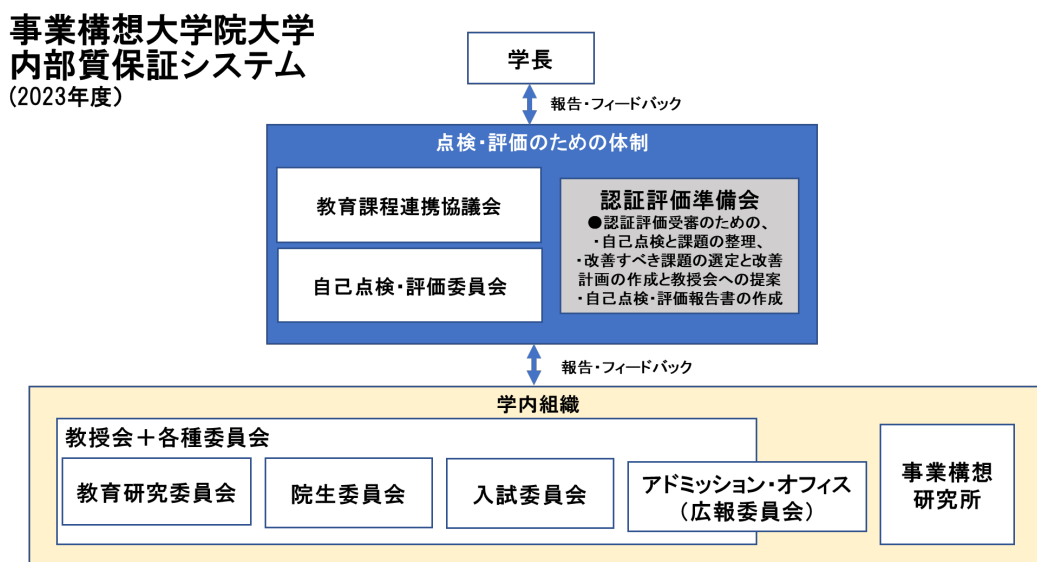 事業構想大学院大学
内部質保証システム
(2023年度)
学長
報告・フィードバック
点検・評価のための体制
教育課程連携協議会
自己点検・評価委員会
認証評価準備会
●認証評価受審のための、
・自己点検と課題の整理、
・改善すべき課題の選定と改善
計画の作成と教授会への提案
・自己点検・評価報告書の作成
報告・フィードバック
学内組織
教授会＋各種委員会
教育研究委員会
院生委員会
入試委員会
アドミッション・オフィス
（広報委員会）
事業構想
研究所